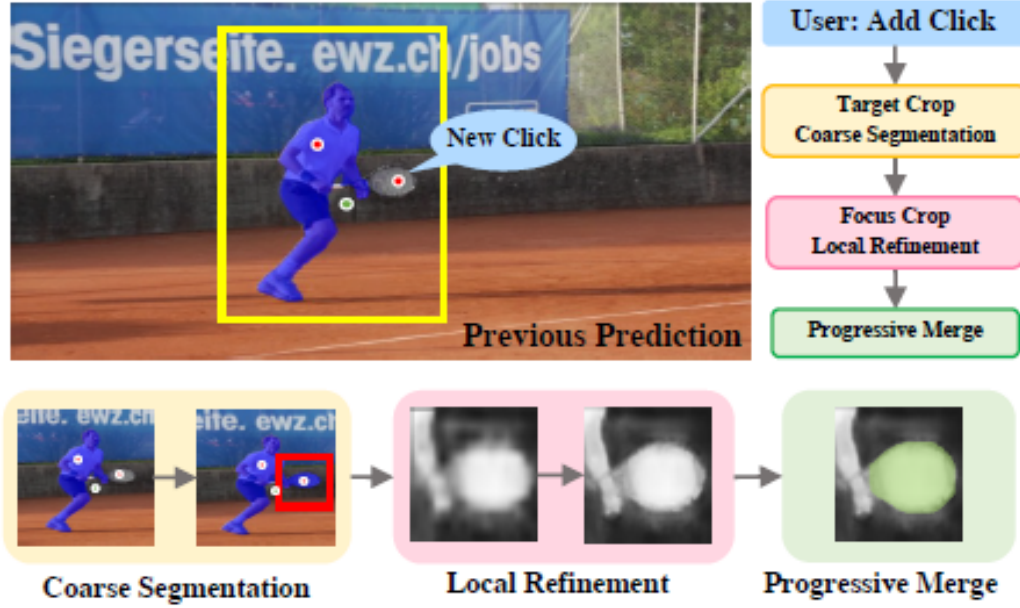 Siegerseite. ewz.ch/jobs
New Click
Previous Prediction
User: Add Click
Target Crop
Coarse Segmentation
Focus Crop
Local Refinement
Progressive Merge
eite. ewz.ch
eite. ewz.ch
Coarse Segmentation
Local Refinement
Progressive Merge